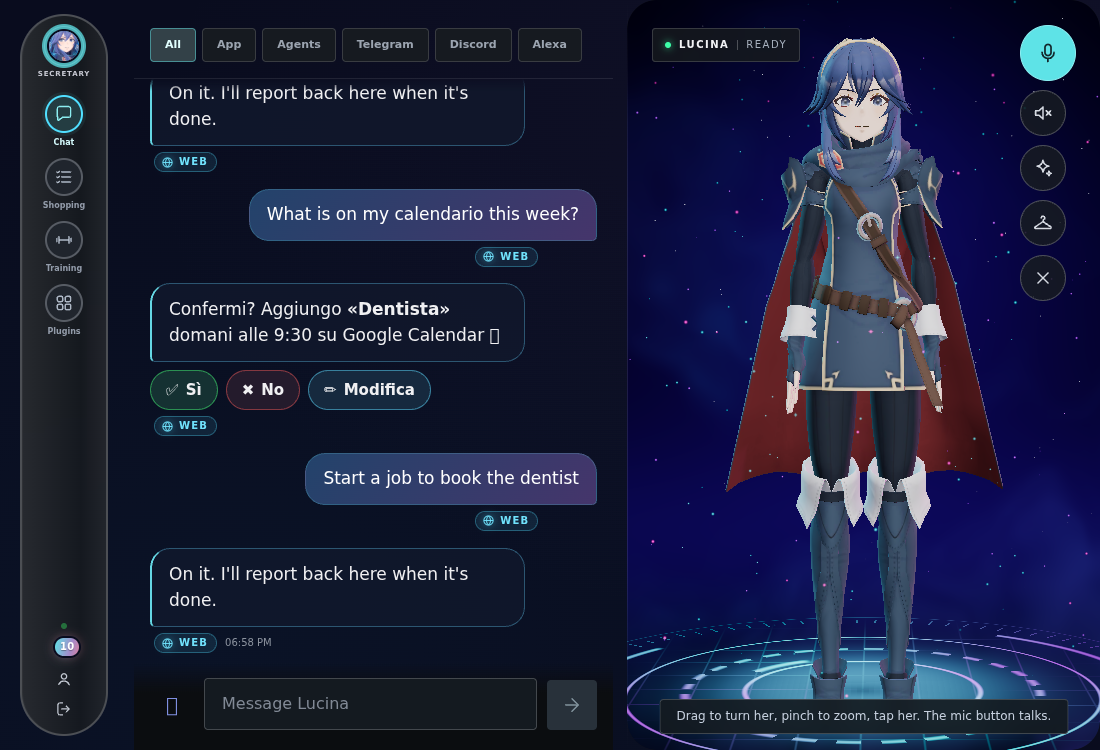 SECRETARY
Chat
Shopping
Training
Plugins
10
All
App
Agents
Telegram
Discord
Alexa
On it. I'll report back here when it's
done.
WEB
What is on my calendario this week?
WEB
Confermi? Aggiungo «Dentista»
domani alle 9:30 su Google Calendar
✅ Sì
✖ No
✏ Modifica
WEB
Start a job to book the dentist
WEB
On it. I'll report back here when it's
done.
WEB 06:58 PM
Message Lucina
LUCINA | READY
Drag to turn her, pinch to zoom, tap her. The mic button talks.